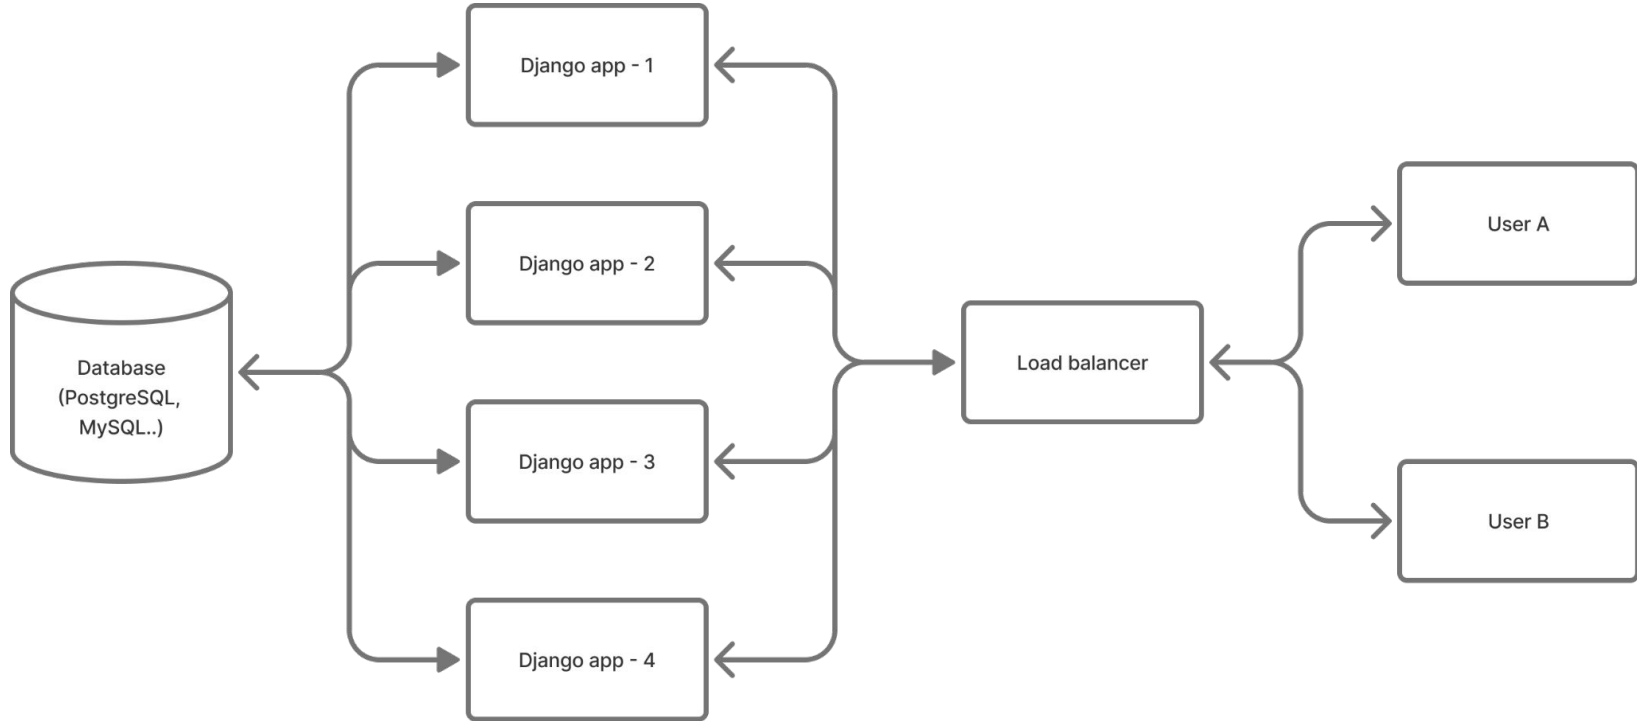 Django app - 1
Django app - 2
Database
(PostgreSQL,
MySQL..)
Django app - 3
Django app - 4
Load balancer
User A
User B